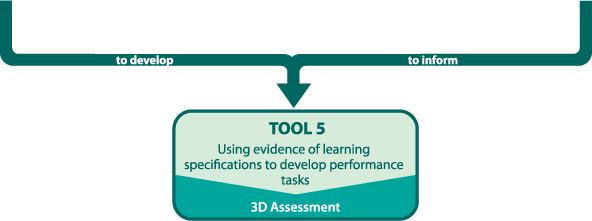 to develop
to inform
TOOL 5
Using evidence of learning
specifications to develop performance
tasks
3D Assessment